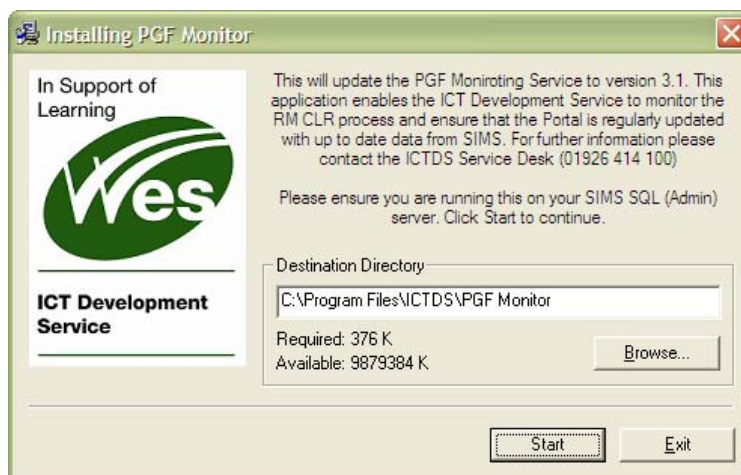 Installing PGF Monitor
In Support of
Learning
Wes
ICT Development
Service
This will update the PGF Moniroting Service to version 3.1. This
application enables the ICT Development Service to monitor the
RM CLR process and ensure that the Portal is regularly updated
with up to date data from SIMS. For further information please
contact the ICTDS Service Desk (01926 414 100)
Please ensure you are running this on your SIMS SQL (Admin)
server. Click Start to continue.
Destination Directory
C:\Program Files\ICTDS\PGF Monitor
Required: 376 K
Available: 9879384 K
Browse...
Start
Exit